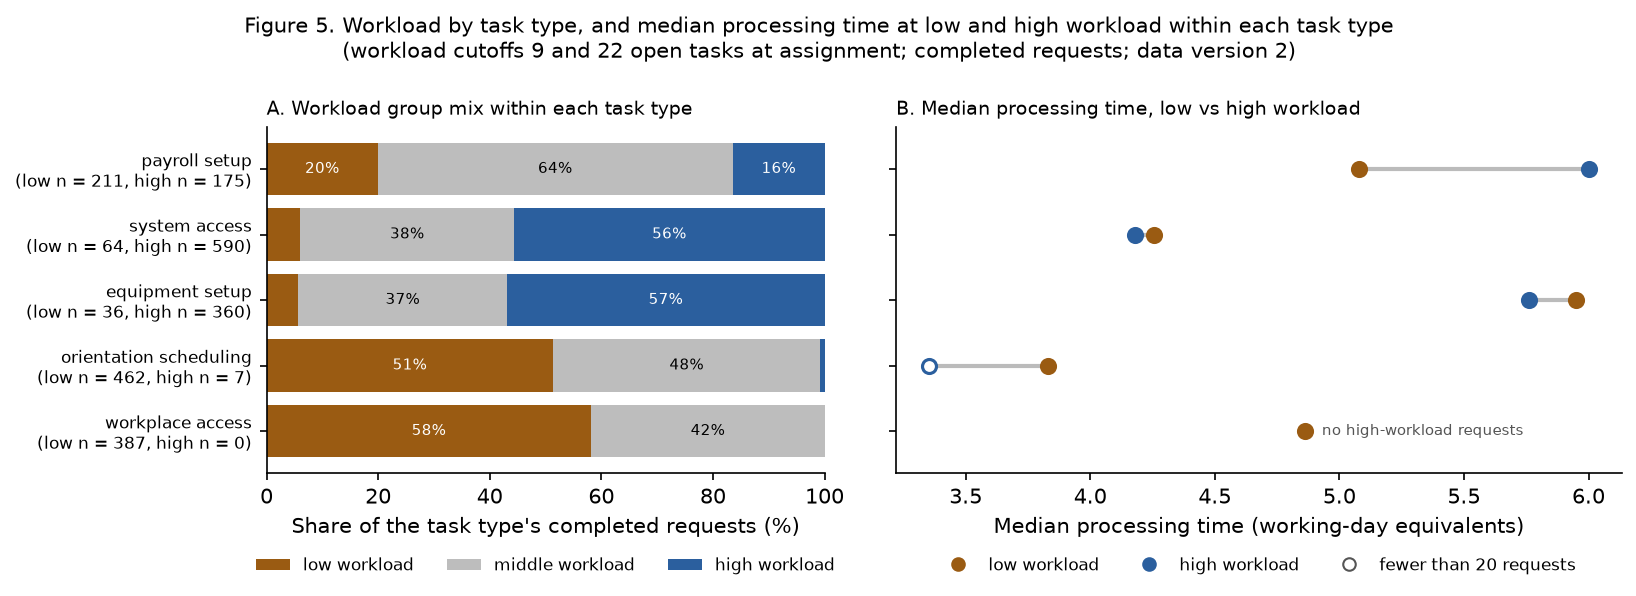 Figure 5. Workload by task type, and median processing time at low and high workload within each task type
(workload cutoffs 9 and 22 open tasks at assignment; completed requests; data version 2)
A. Workload group mix within each task type
payroll setup
(low n = 211, high n = 175)
20% 64% 16%
system access
(low n = 64, high n = 590)
38% 56%
equipment setup
(low n = 36, high n = 360)
37% 57%
orientation scheduling
(low n = 462, high n = 7)
51% 48%
workplace access
(low n = 387, high n = 0)
58% 42%
0 20 40 60 80 100
Share of the task type's completed requests (%)
low workload middle workload high workload
B. Median processing time, low vs high workload
no high-workload requests
3.5 4.0 4.5 5.0 5.5 6.0
Median processing time (working-day equivalents)
low workload high workload fewer than 20 requests